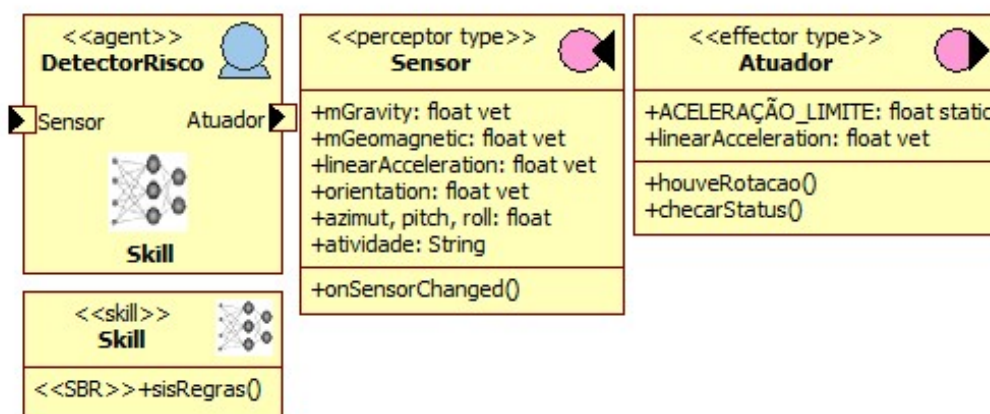 <<agent>>
DetectorRisco
Sensor
Atuador
Skill
<<skill>>
Skill
<<SBR>>+sisRegras()
<<perceptor type>>
Sensor
+mGravity: float vet
+mGeomagnetic: float vet
+linearAcceleration: float vet
+orientation: float vet
+azimut, pitch, roll: float
+atividade: String
+onSensorChanged()
<<effector type>>
Atuador
+ACELERAÇÃO_LIMITE: float static
+linearAcceleration: float vet
+houveRotacao()
+checarStatus()